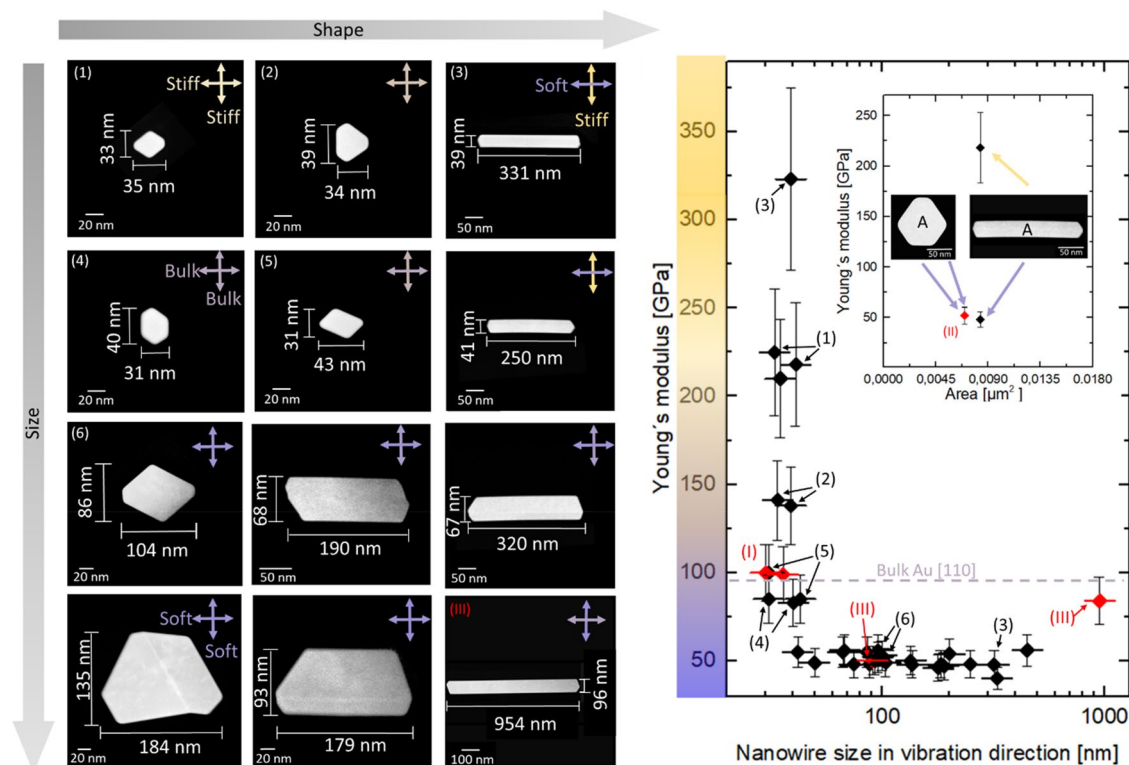 Shape
Size
(1)
Stiff
Stiff
33 nm
35 nm
20 nm
(2)
39 nm
34 nm
20 nm
(3)
Soft
Stiff
39 nm
331 nm
50 nm
(4)
Bulk
Bulk
40 nm
31 nm
20 nm
(5)
31 nm
43 nm
20 nm
41 nm
250 nm
50 nm
(6)
86 nm
104 nm
20 nm
68 nm
190 nm
50 nm
67 nm
320 nm
50 nm
Soft
Soft
135 nm
184 nm
20 nm
93 nm
179 nm
20 nm
(III)
96 nm
954 nm
100 nm
Young´s modulus [GPa]
350
300
250
200
150
100
50
(3)
(1)
(2)
(I)
(5)
Bulk Au [110]
(4)
(III)
(6)
(3)
(III)
100
1000
Nanowire size in vibration direction [nm]
Young´s modulus [GPa]
250
200
150
100
50
A
50 nm
A
50 nm
(II)
0,0000
0,0045
0,0090
0,0135
0,0180
Area [µm²]